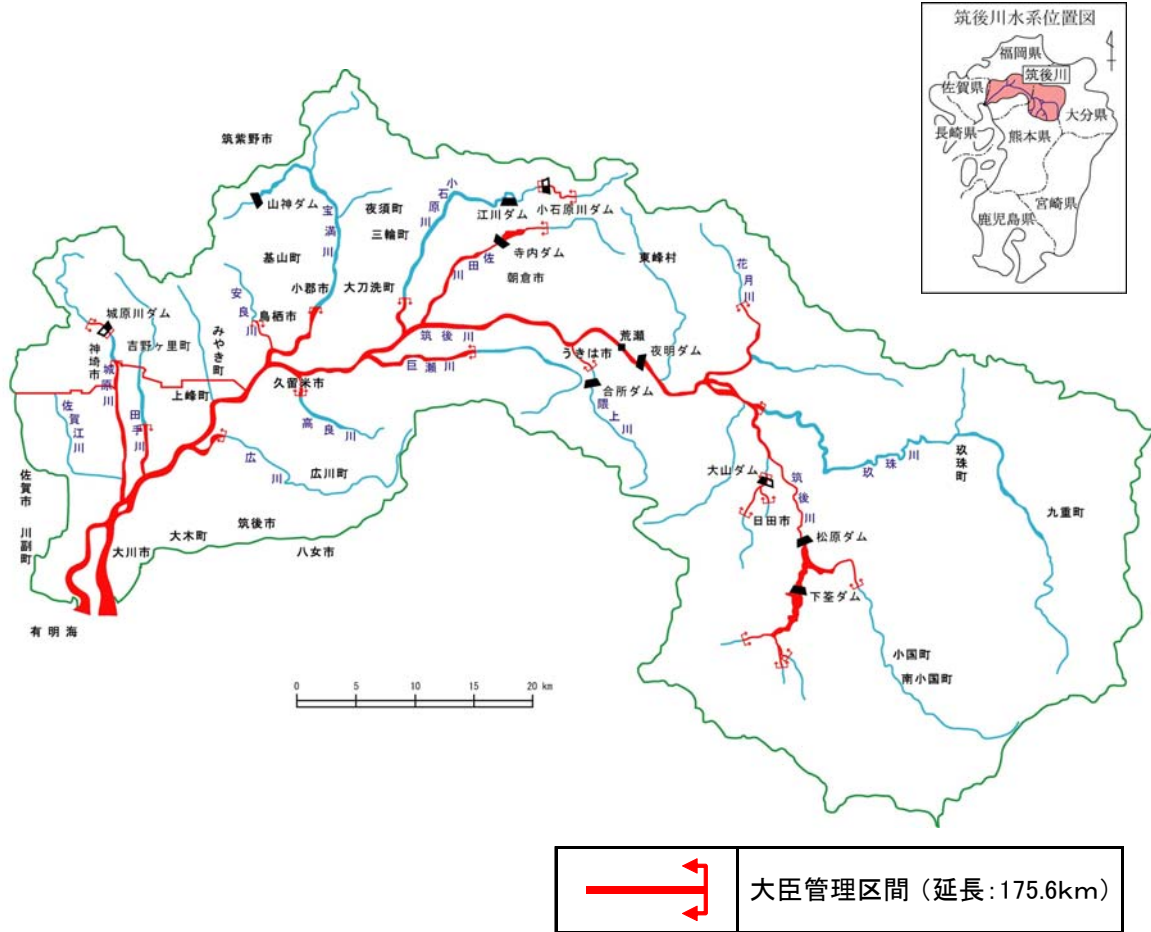 筑後川水系位置図
福岡県
筑後川
佐賀県
大分県
長崎県
熊本県
宮崎県
鹿児島県
筑紫野市
山神ダム
宝満川
夜須町
三輪町
小石原川
江川ダム
小石原川ダム
寺内ダム
佐田川
朝倉市
東峰村
花月川
基山町
小郡市
大刀洗町
安良川
鳥栖市
城原川ダム
吉野ヶ里町
みやき町
神埼市
城原川
筑後川
荒瀬
うきは市
夜明ダム
巨瀬川
合所ダム
隈上川
久留米市
上峰町
佐賀江川
田手川
高良川
広川
広川町
大山ダム
筑後川
玖珠川
玖珠町
九重町
日田市
松原ダム
下筌ダム
佐賀市
川副町
大川市
大木町
筑後市
八女市
有明海
小国町
南小国町
0 5 10 15 20 km
大臣管理区間（延長：175.6km）